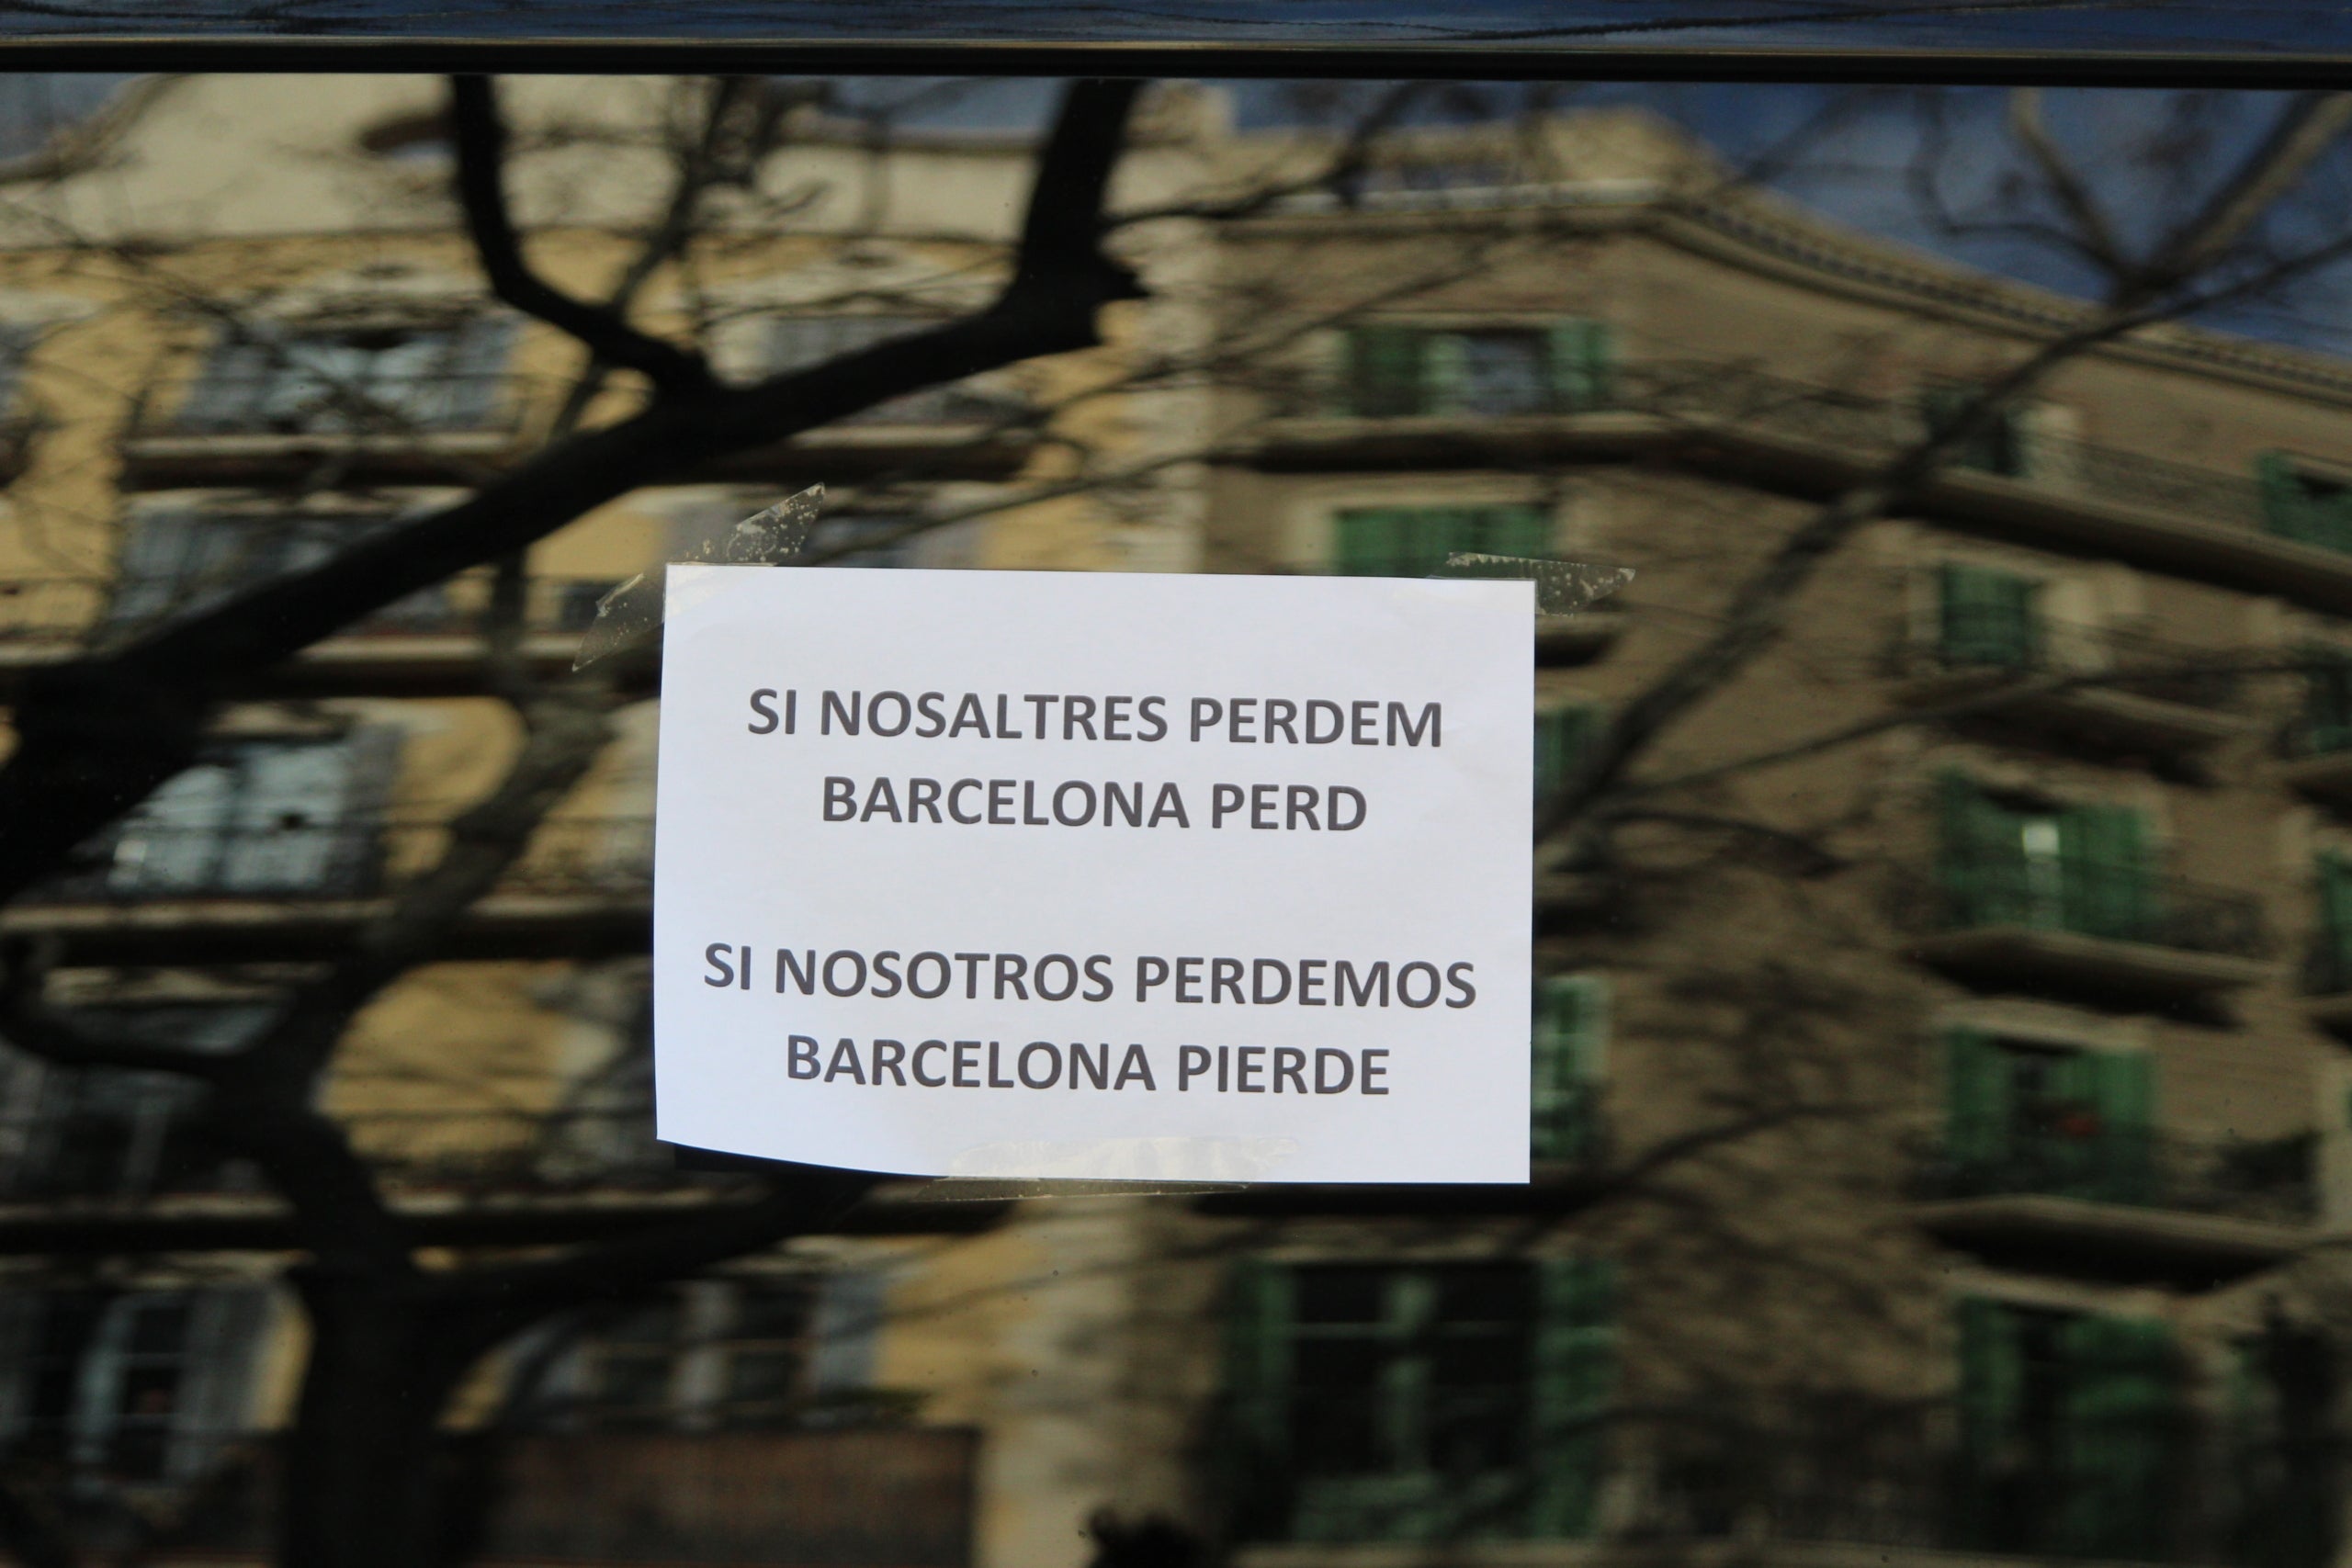 SI NOSALTRES PERDEM
BARCELONA PERD
SI NOSOTROS PERDEMOS
BARCELONA PIERDE